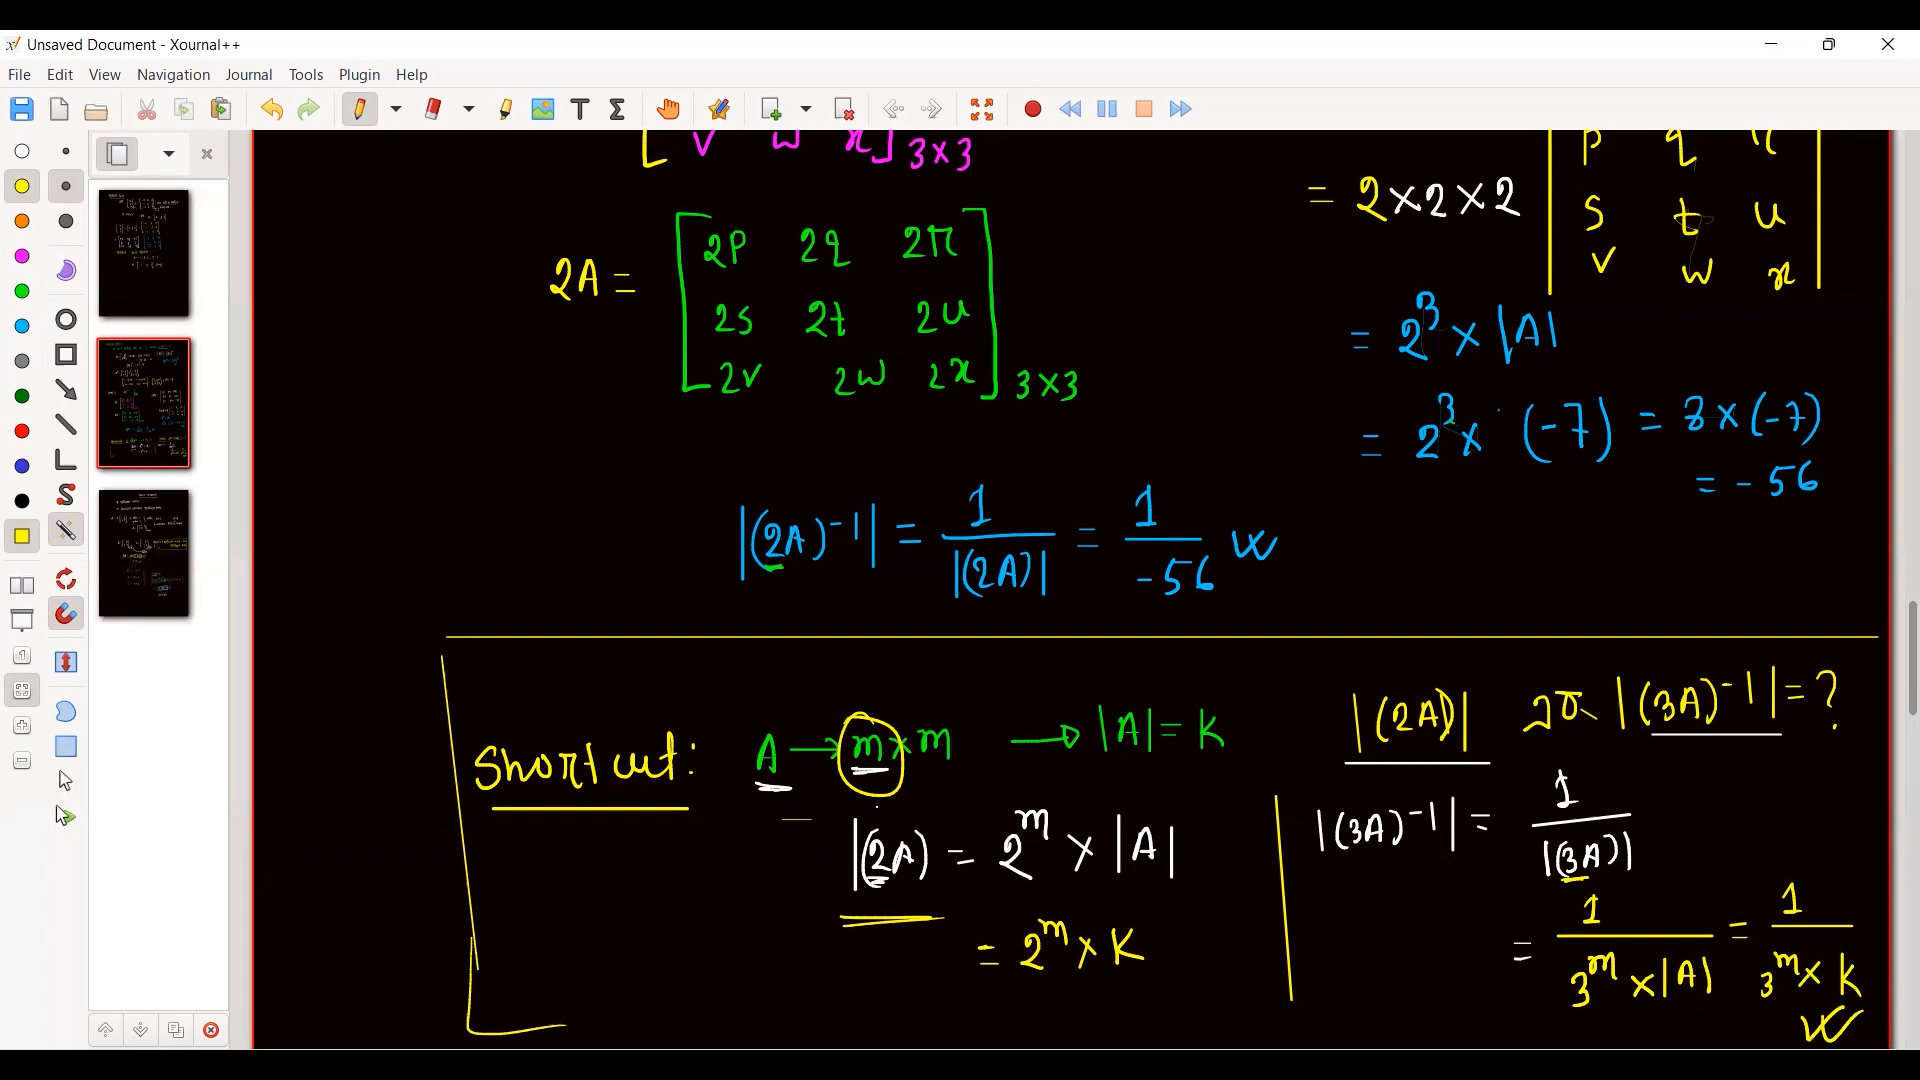 Unsaved Document - Xournal++
File Edit View Navigation Journal Tools Plugin Help
v w x] 3×3
2A = [2p 2q 2r
2s 2t 2u
2v 2w 2x] 3×3
= 2×2×2 |p q r
s t u
v w x|
= 2³ × |A|
= 2³ × (-7) = 8×(-7)
= - 56
|(2A)⁻¹| = 1/|(2A)| = 1/-56
Shortcut: A → m×m → |A| = K
|(2A) = 2ᵐ × |A|
= 2ᵐ × K
|(2A)| এবং |(3A)⁻¹| = ?
|(3A)⁻¹| = 1/|(3A)|
= 1/3ᵐ×|A| = 1/3ᵐ× K